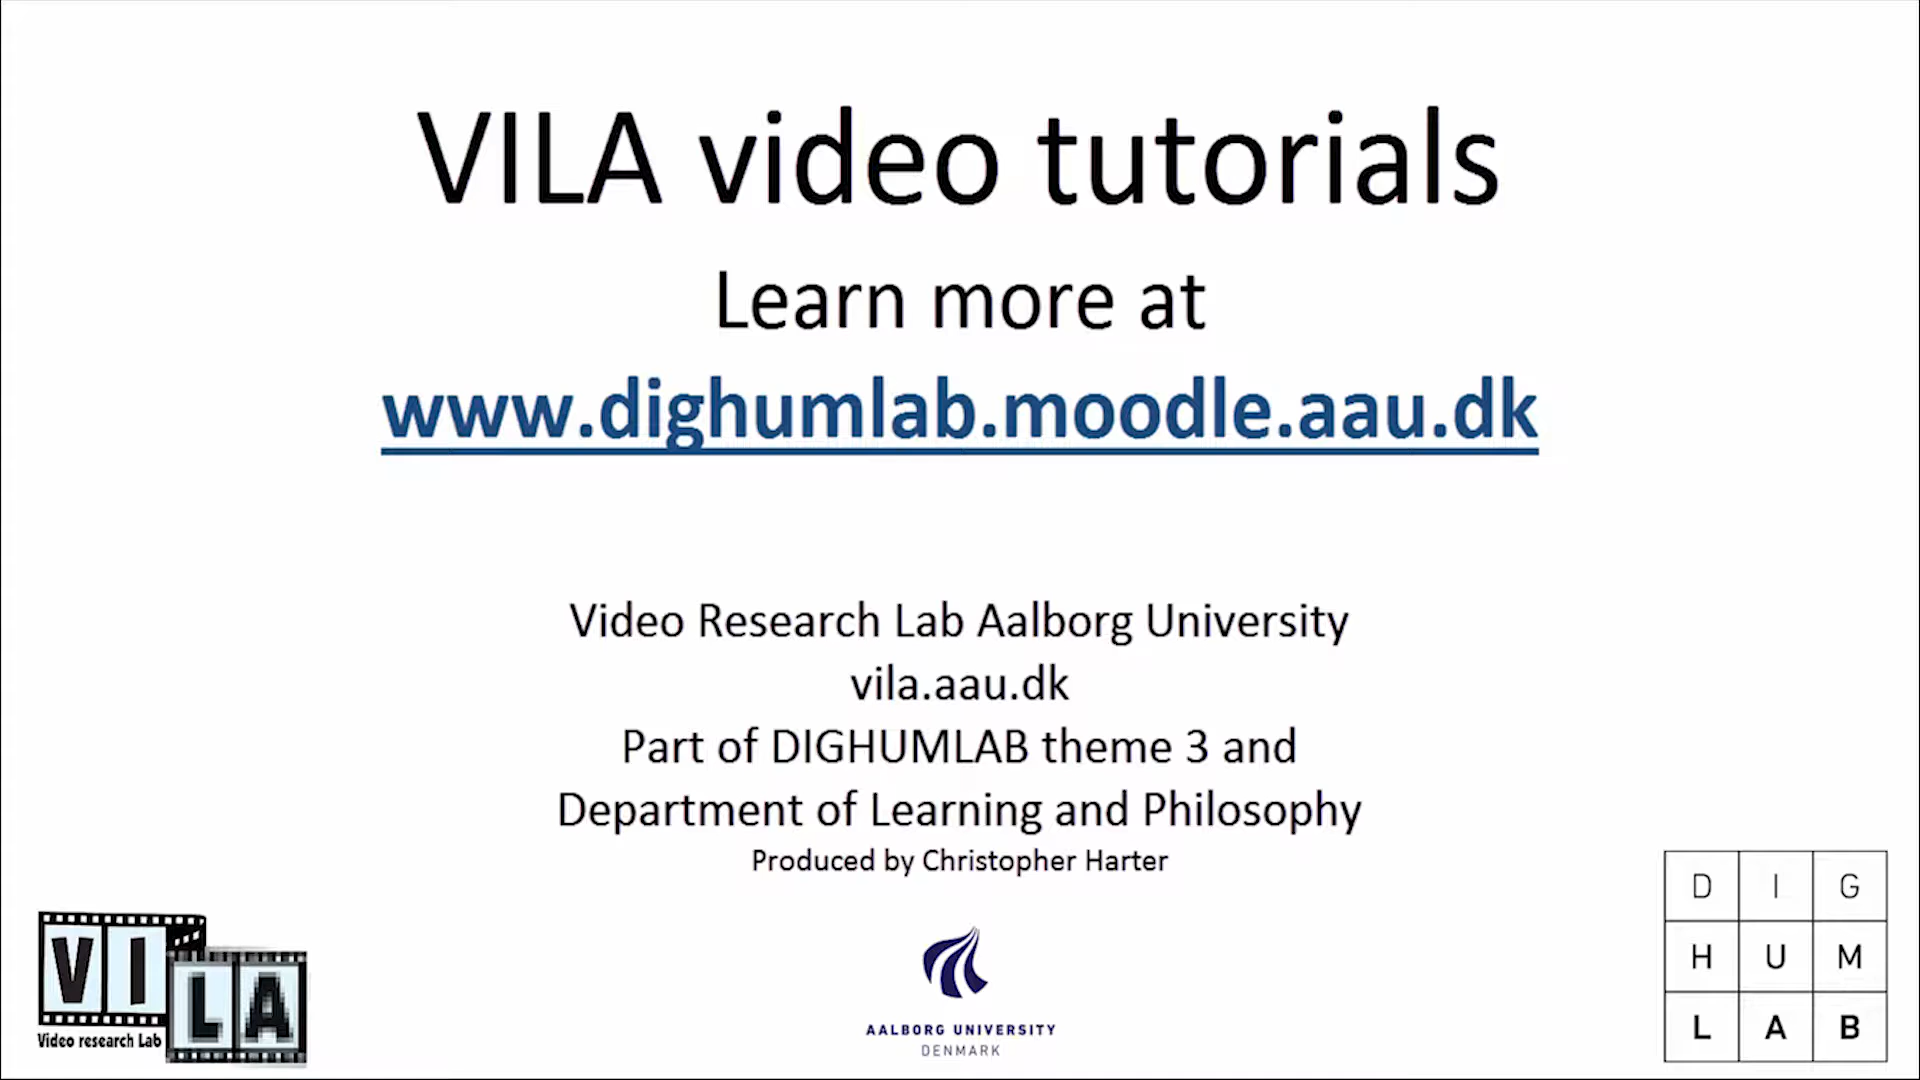 VILA video tutorials
Learn more at
www.dighumlab.moodle.aau.dk
Video Research Lab Aalborg University
vila.aau.dk
Part of DIGHUMLAB theme 3 and
Department of Learning and Philosophy
Produced by Christopher Harter
VILA
Video research Lab
AALBORG UNIVERSITY
DENMARK
D I G
H U M
L A B